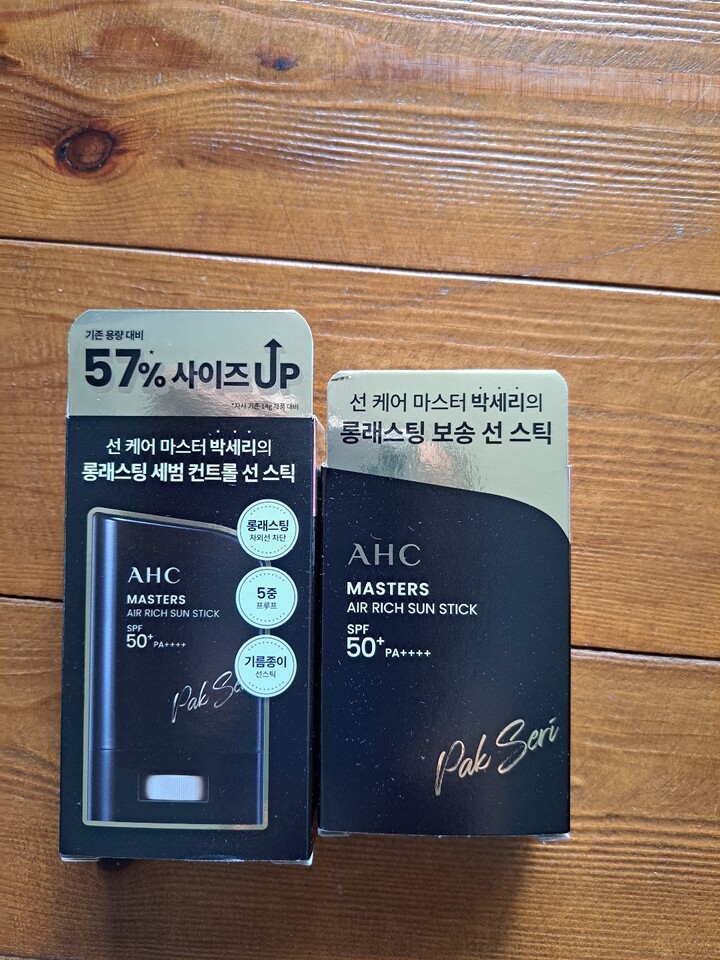 기존 용량 대비
57%* 사이즈 UP
*자사 기존 14g 제품 대비
선 케어 마스터 박세리의
롱래스팅 세범 컨트롤 선 스틱
롱래스팅
자외선 차단
5중
프루프
기름종이
선스틱
AHC
MASTERS
AIR RICH SUN STICK
SPF
50+ PA++++
Pak Se
선 케어 마스터 박세리의
롱래스팅 보송 선 스틱
AHC
MASTERS
AIR RICH SUN STICK
SPF
50+ PA++++
Pak Seri